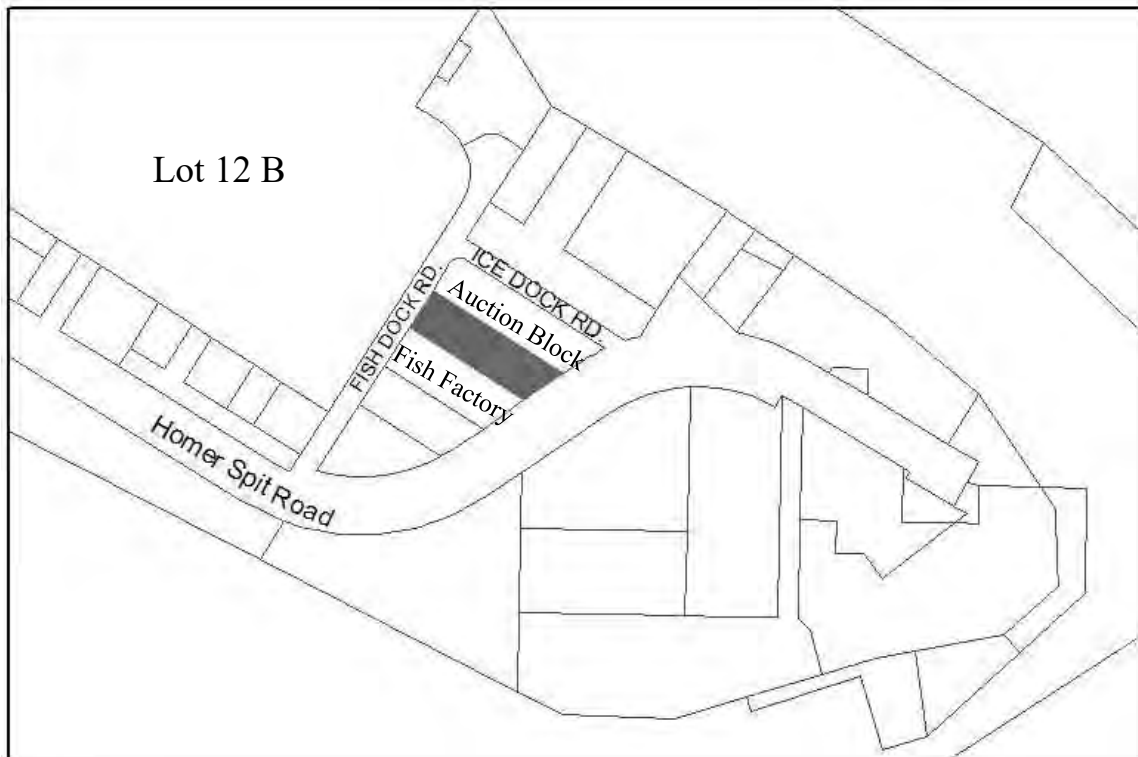 Lot 12 B
ICE DOCK RD.
FISH DOCK RD.
Auction Block
Fish Factory
Homer Spit Road